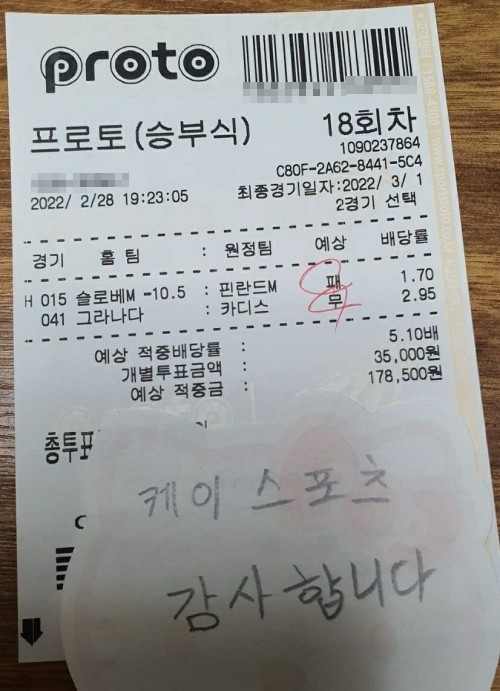 proto
프로토(승부식)
18회차
1090237864
C80F-2A62-8441-5C4
2022/ 2/28 19:23:05
최종경기일자:2022/ 3/ 1
2경기 선택
경기 홈 팀 : 원정팀 예상 배당률
H 015 슬로베M -10.5 : 핀란드M 패 1.70
041 그라나다 : 카디스 무 2.95
예상 적중배당률 : 5.10배
개별투표금액 : 35,000원
예상 적중금 : 178,500원
총투표
케이스포츠
감사합니다